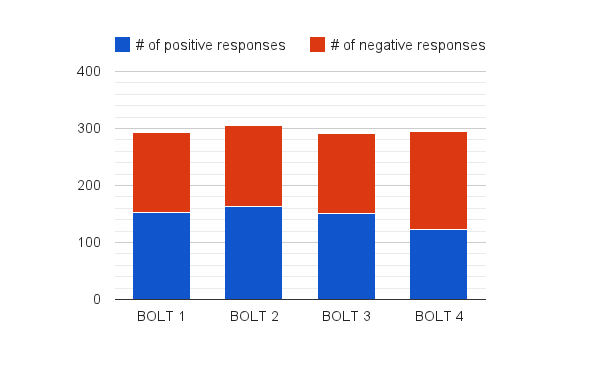 # of positive responses # of negative responses
400
300
200
100
0
BOLT 1 BOLT 2 BOLT 3 BOLT 4